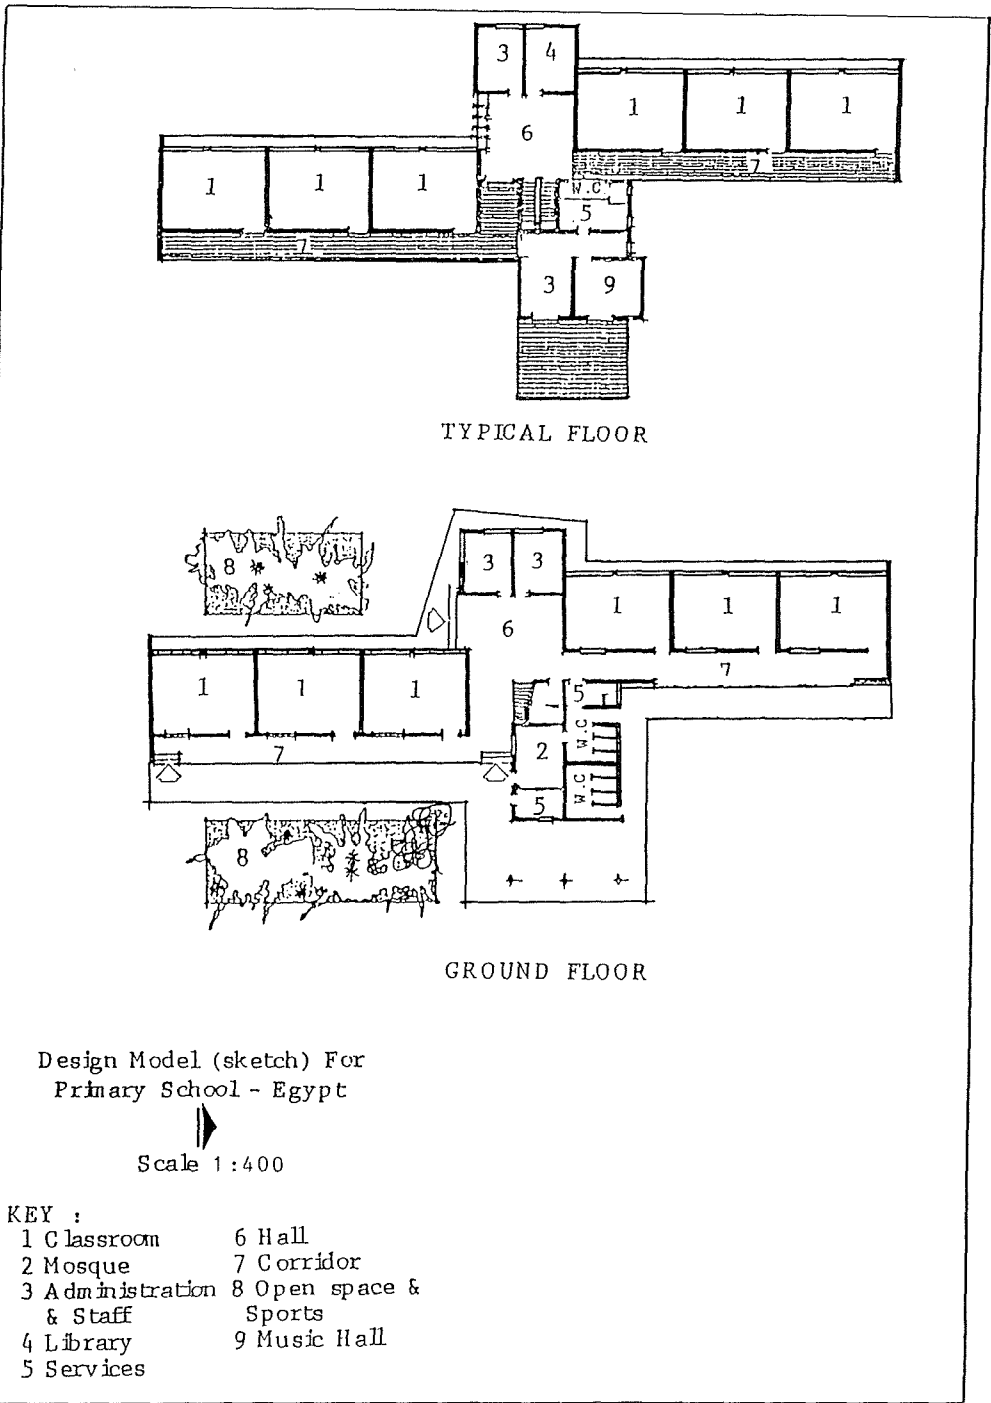 3 4
1 1 1
6
7
1 1 1
W.C
5
7
3 9
TYPICAL FLOOR
8
3 3
1 1 1
6
7
1 1 1
5
W.C
2
7
W.C
5
8
GROUND FLOOR
Design Model (sketch) For
Primary School - Egypt
Scale 1:400
KEY :
1 Classroom 6 Hall
2 Mosque 7 Corridor
3 Administration 8 Open space &
& Staff Sports
4 Library 9 Music Hall
5 Services